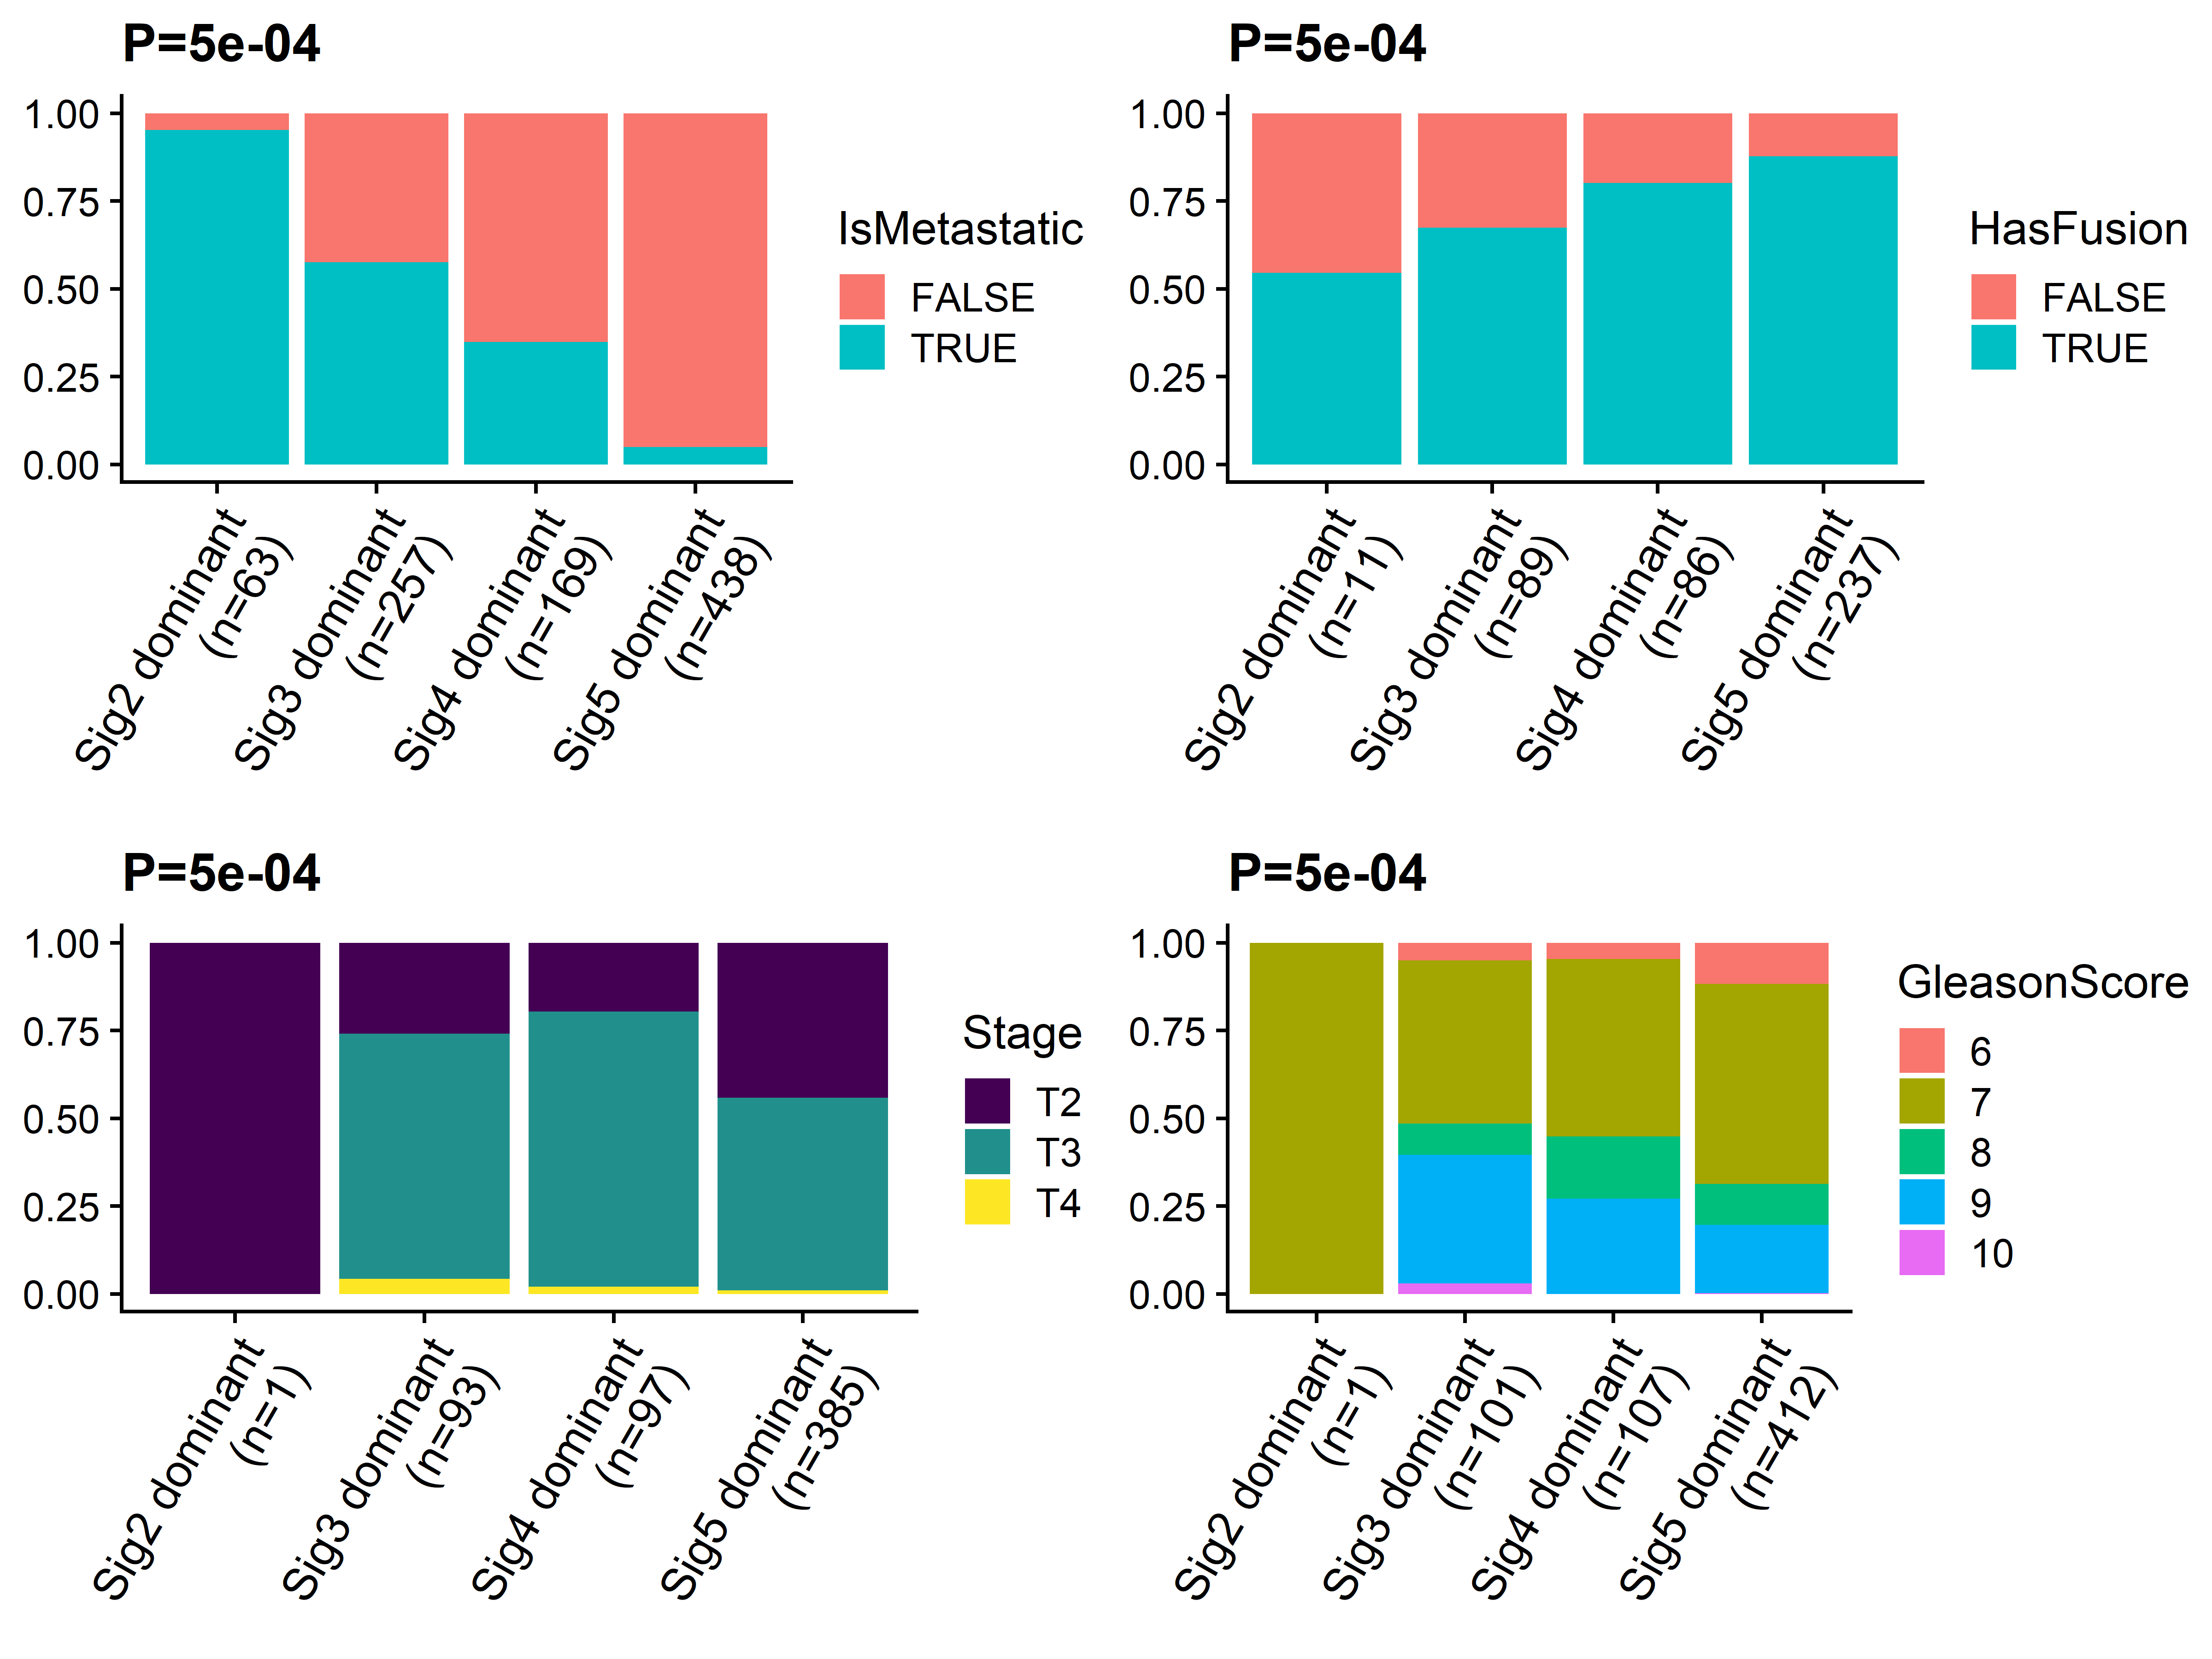 P=5e-04
1.00
0.75
0.50
0.25
0.00
Sig2 dominant
(n=63)
Sig3 dominant
(n=257)
Sig4 dominant
(n=169)
Sig5 dominant
(n=438)
IsMetastatic
FALSE
TRUE
P=5e-04
1.00
0.75
0.50
0.25
0.00
Sig2 dominant
(n=11)
Sig3 dominant
(n=89)
Sig4 dominant
(n=86)
Sig5 dominant
(n=237)
HasFusion
FALSE
TRUE
P=5e-04
1.00
0.75
0.50
0.25
0.00
Sig2 dominant
(n=1)
Sig3 dominant
(n=93)
Sig4 dominant
(n=97)
Sig5 dominant
(n=385)
Stage
T2
T3
T4
P=5e-04
1.00
0.75
0.50
0.25
0.00
Sig2 dominant
(n=1)
Sig3 dominant
(n=101)
Sig4 dominant
(n=107)
Sig5 dominant
(n=412)
GleasonScore
6
7
8
9
10